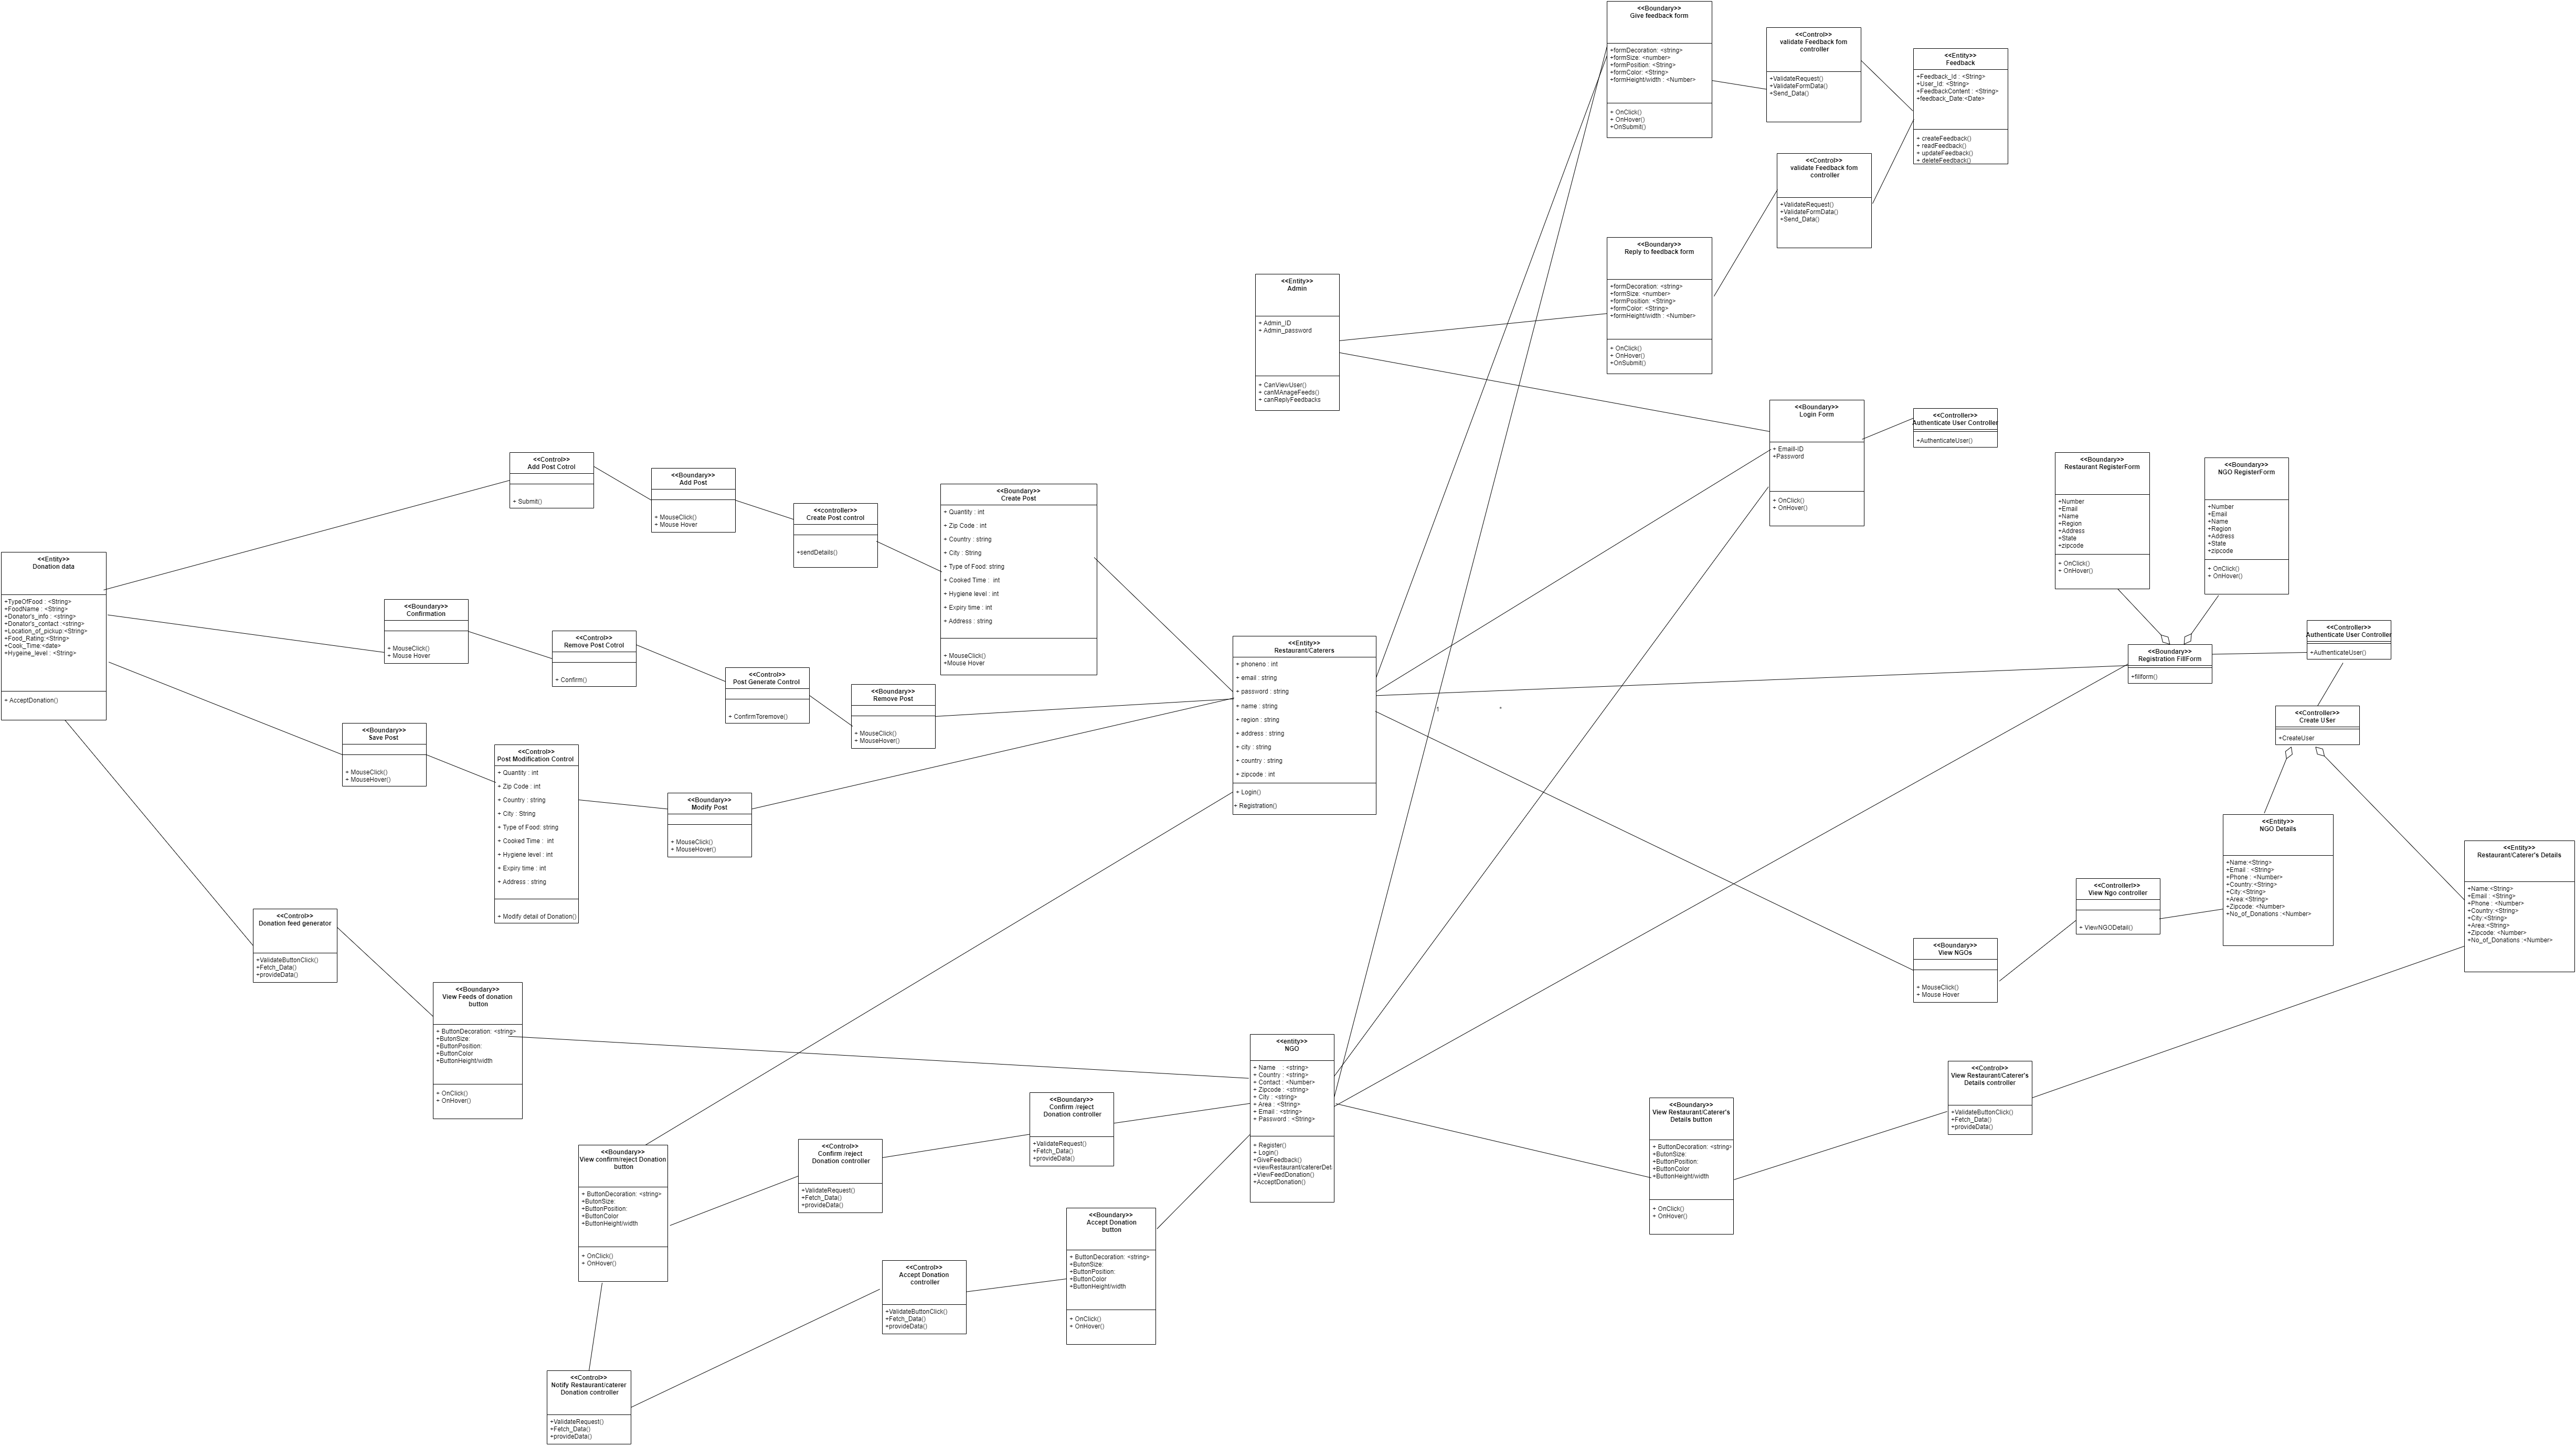 <<Boundary>>
Give feedback form
+formDecoration: <string>
+formSize: <number>
+formPosition: <String>
+formColor: <String>
+formHeight/width : <Number>
+ OnClick()
+ OnHover()
+OnSubmit()
<<Control>>
validate Feedback fom
controller
+ValidateRequest()
+ValidateFormData()
+Send_Data()
<<Entity>>
Feedback
+Feedback_Id : <String>
+User_Id: <String>
+FeedbackContent : <String>
+feedback_Date:<Date>
+ createFeedback()
+ readFeedback()
+ updateFeedback()
+ deleteFeedback()
<<Control>>
validate Feedback fom
controller
+ValidateRequest()
+ValidateFormData()
+Send_Data()
<<Boundary>>
Reply to feedback form
+formDecoration: <string>
+formSize: <number>
+formPosition: <String>
+formColor: <String>
+formHeight/width : <Number>
+ OnClick()
+ OnHover()
+OnSubmit()
<<Entity>>
Admin
+ Admin_ID
+ Admin_password
+ CanViewUser()
+ canMAnageFeeds()
+ canReplyFeedbacks
<<Boundary>>
Login Form
+ Email-ID
+Password
+ OnClick()
+ OnHover()
<<Controller>>
Authenticate User Controller
+AuthenticateUser()
<<Boundary>>
Restaurant RegisterForm
+Number
+Email
+Name
+Region
+Address
+State
+zipcode
+ OnClick()
+ OnHover()
<<Boundary>>
NGO RegisterForm
+Number
+Email
+Name
+Region
+Address
+State
+zipcode
+ OnClick()
+ OnHover()
<<Control>>
Add Post Cotrol
+ Submit()
<<Boundary>>
Add Post
+ MouseClick()
+ Mouse Hover
<<controller>>
Create Post control
+sendDetails()
<<Boundary>>
Create Post
+ Quantity : int
+ Zip Code : int
+ Country : string
+ City : String
+ Type of Food: string
+ Cooked Time :  int
+ Hygiene level : int
+ Expiry time : int
+ Address : string
+ MouseClick()
+Mouse Hover
<<Entity>>
Donation data
+TypeOfFood : <String>
+FoodName : <String>
+Donator's_info : <string>
+Donator's_contact :<string>
+Location_of_pickup:<String>
+Food_Rating:<String>
+Cook_Time:<date>
+Hygeine_level : <String>
+ AcceptDonation()
<<Boundary>>
Confirmation
+ MouseClick()
+ Mouse Hover
<<Control>>
Remove Post Cotrol
+ Confirm()
<<Control>>
Post Generate Control
+ ConfirmToremove()
<<Boundary>>
Remove Post
+ MouseClick()
+ MouseHover()
<<Entity>>
Restaurant/Caterers
+ phoneno : int
+ email : string
+ password : string
+ name : string
+ region : string
+ address : string
+ city : string
+ country : string
+ zipcode : int
+ Login()
+ Registration()
1
*
<<Boundary>>
Registration FillForm
+fillform()
<<Controller>>
Authenticate User Controller
+AuthenticateUser()
<<Controller>>
Create USer
+CreateUser
<<Boundary>>
Save Post
+ MouseClick()
+ MouseHover()
<<Control>>
Post Modification Control
+ Quantity : int
+ Zip Code : int
+ Country : string
+ City : String
+ Type of Food: string
+ Cooked Time :  int
+ Hygiene level : int
+ Expiry time : int
+ Address : string
+ Modify detail of Donation()
<<Boundary>>
Modify Post
+ MouseClick()
+ MouseHover()
<<Entity>>
NGO Details
+Name:<String>
+Email : <String>
+Phone : <Number>
+Country:<String>
+City:<String>
+Area:<String>
+Zipcode: <Number>
+No_of_Donations :<Number>
<<Entity>>
Restaurant/Caterer's Details
+Name:<String>
+Email : <String>
+Phone : <Number>
+Country:<String>
+City:<String>
+Area:<String>
+Zipcode: <Number>
+No_of_Donations :<Number>
<<Controllerl>>
View Ngo controller
+ ViewNGODetail()
<<Boundary>>
View NGOs
+ MouseClick()
+ Mouse Hover
<<Control>>
Donation feed generator
+ValidateButtonClick()
+Fetch_Data()
+provideData()
<<Boundary>>
View Feeds of donation
button
+ ButtonDecoration: <string>
+ButonSize:
+ButtonPosition:
+ButtonColor
+ButtonHeight/width
+ OnClick()
+ OnHover()
<<entity>>
NGO
+ Name    : <string>
+ Country : <string>
+ Contact : <Number>
+ Zipcode : <string>
+ City : <string>
+ Area : <String>
+ Email : <string>
+ Password : <String>
+ Register()
+ Login()
+GiveFeedback()
+viewRestaurant/catererDet
+ViewFeedDonation()
+AcceptDonation()
<<Control>>
View Restaurant/Caterer's
Details controller
+ValidateButtonClick()
+Fetch_Data()
+provideData()
<<Boundary>>
View Restaurant/Caterer's
Details button
+ ButtonDecoration: <string>
+ButonSize:
+ButtonPosition:
+ButtonColor
+ButtonHeight/width
+ OnClick()
+ OnHover()
<<Boundary>>
Confirm /reject
Donation controller
+ValidateRequest()
+Fetch_Data()
+provideData()
<<Control>>
Confirm /reject
Donation controller
+ValidateRequest()
+Fetch_Data()
+provideData()
<<Boundary>>
View confirm/reject Donation
button
+ ButtonDecoration: <string>
+ButonSize:
+ButtonPosition:
+ButtonColor
+ButtonHeight/width
+ OnClick()
+ OnHover()
<<Boundary>>
Accept Donation
button
+ ButtonDecoration: <string>
+ButonSize:
+ButtonPosition:
+ButtonColor
+ButtonHeight/width
+ OnClick()
+ OnHover()
<<Control>>
Accept Donation
controller
+ValidateButtonClick()
+Fetch_Data()
+provideData()
<<Control>>
Notify Restaurant/caterer
Donation controller
+ValidateRequest()
+Fetch_Data()
+provideData()